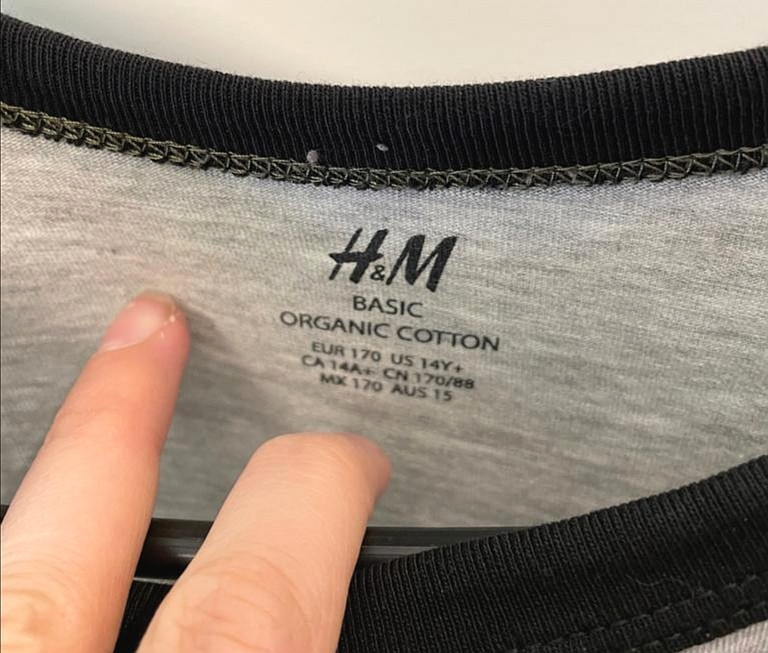 H&M
BASIC
ORGANIC COTTON
EUR 170 US 14Y+
CA 14A+ CN 170/88
MX 170 AUS 15